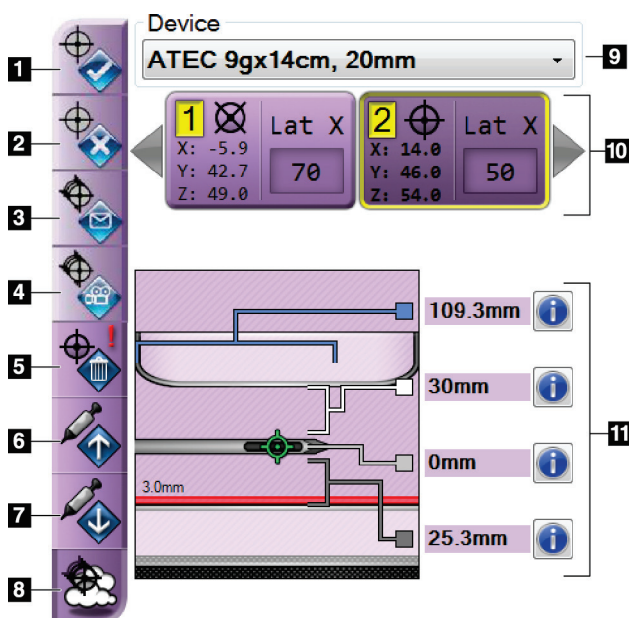 Device
1
ATEC 9gx14cm, 20mm
9
2
1 Lat X
X: -5.9
Y: 42.7
Z: 49.0
70
2 Lat X
X: 14.0
Y: 46.0
Z: 54.0
50
10
3
4
109.3mm i
5
30mm i
6
0mm i
11
7
3.0mm
25.3mm i
8
!